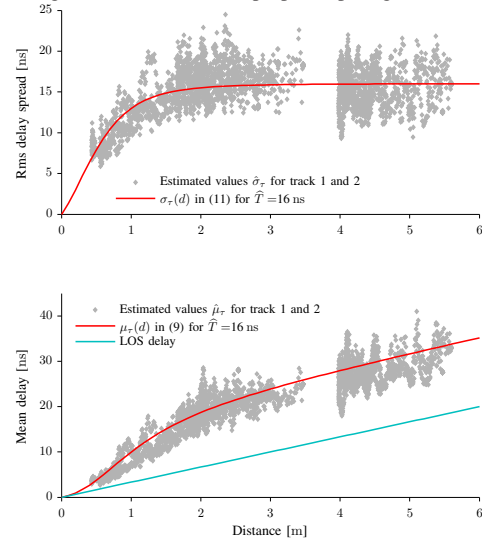 25
20
15
10
5
0
Rms delay spread [ns]
Estimated values σ̂τ for track 1 and 2
στ(d) in (11) for T̂ =16 ns
0 1 2 3 4 5 6
40
30
20
10
0
Mean delay [ns]
Estimated values μ̂τ for track 1 and 2
μτ(d) in (9) for T̂ =16 ns
LOS delay
0 1 2 3 4 5 6
Distance [m]